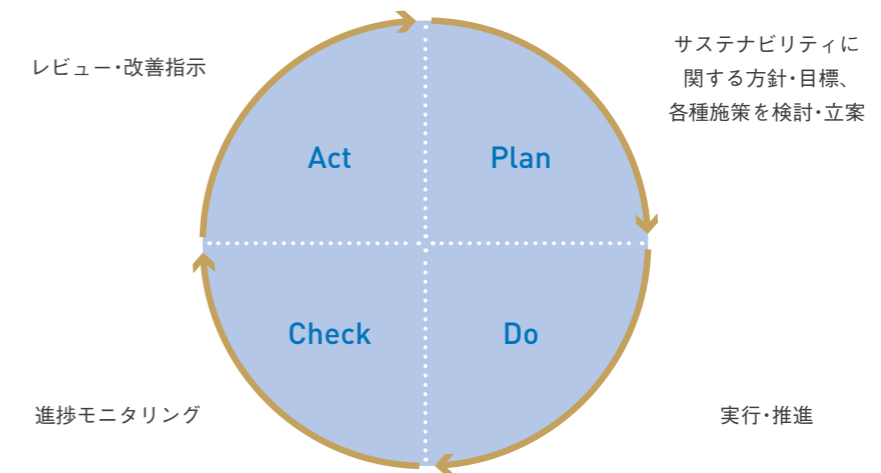 レビュー・改善指示
サステナビリティに
関する方針・目標、
各種施策を検討・立案
Act
Plan
Check
Do
進捗モニタリング
実行・推進